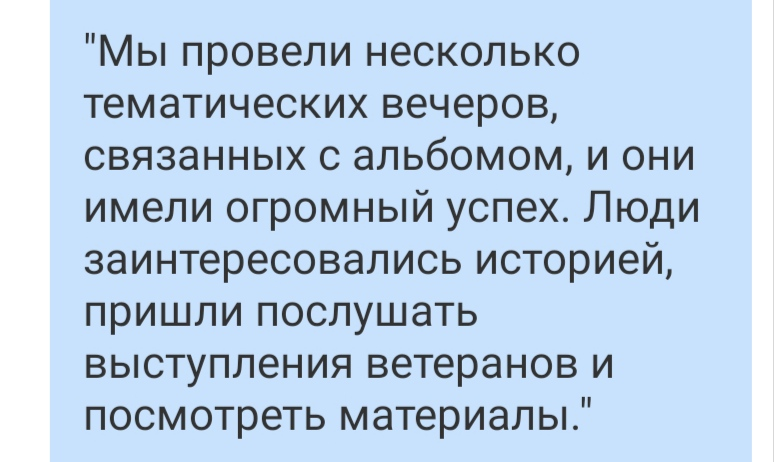 "Мы провели несколько
тематических вечеров,
связанных с альбомом, и они
имели огромный успех. Люди
заинтересовались историей,
пришли послушать
выступления ветеранов и
посмотреть материалы."